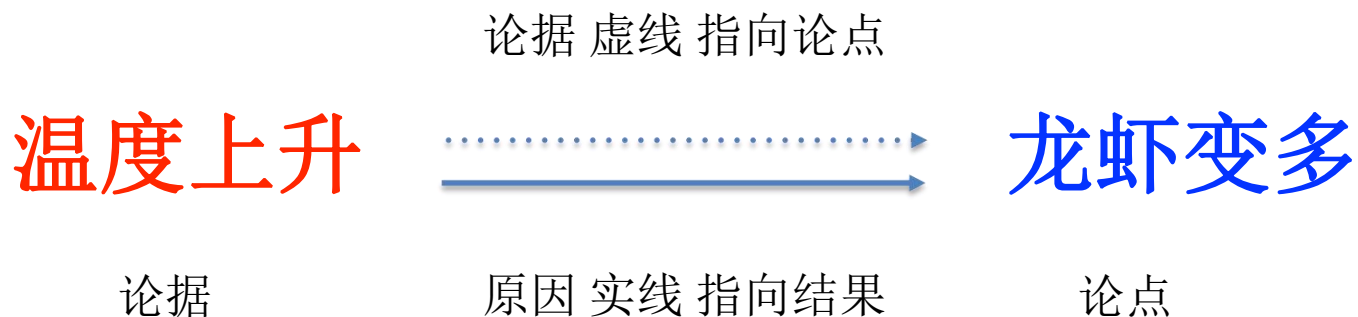 论据 虚线 指向论点
温度上升
龙虾变多
论据
原因 实线 指向结果
论点